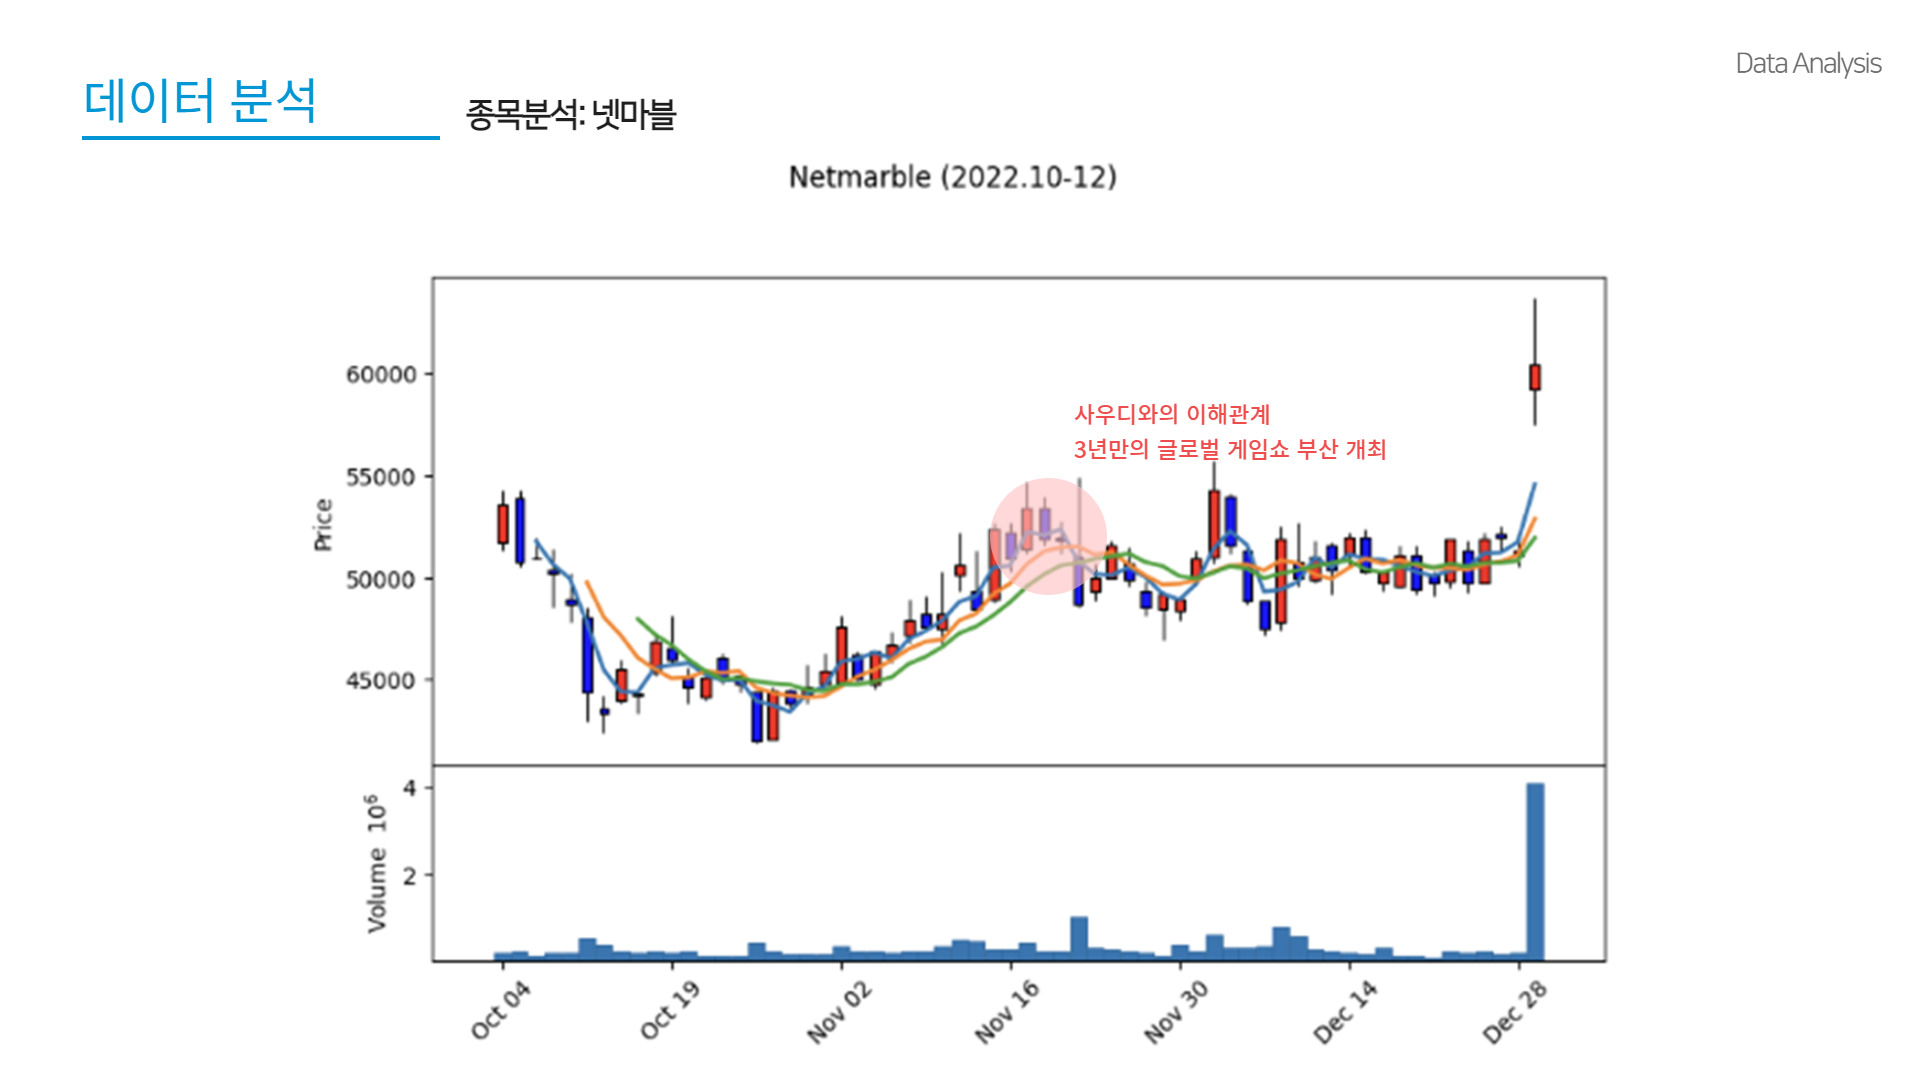 Data Analysis
데이터 분석
종목분석: 넷마블
Netmarble (2022.10-12)
60000
55000
50000
45000
Price
사우디와의 이해관계
3년만의 글로벌 게임쇼 부산 개최
4
2
Volume 10⁶
Oct 04
Oct 19
Nov 02
Nov 16
Nov 30
Dec 14
Dec 28